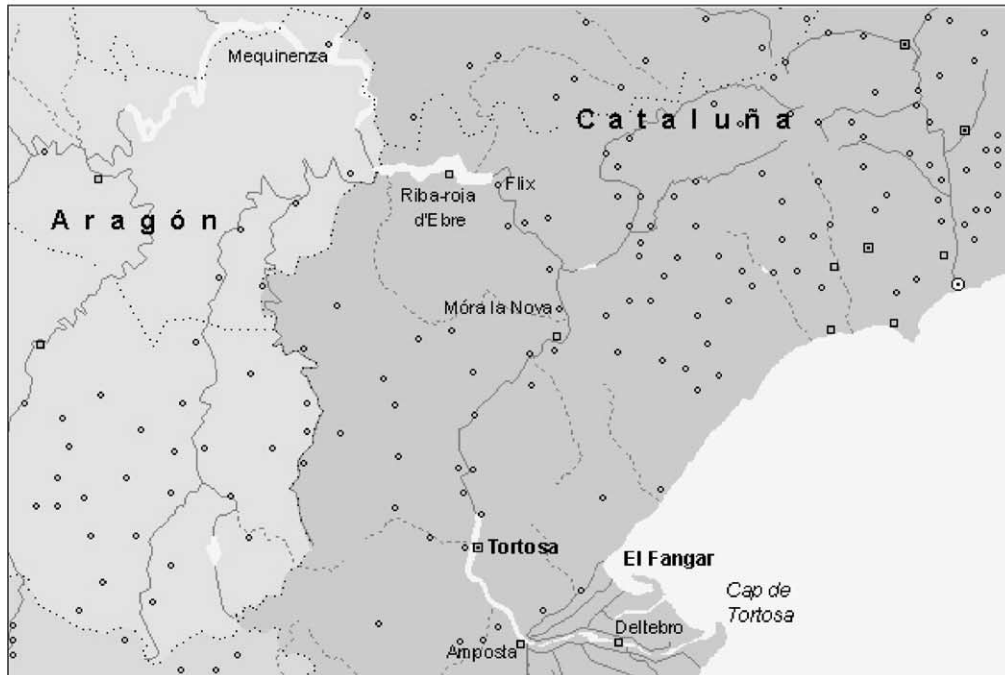 Mequinenza
Cataluña
Riba-roja
d'Ebre
Flix
Aragón
Móra la Nova
Tortosa
El Fangar
Cap de
Tortosa
Deltebro
Amposta